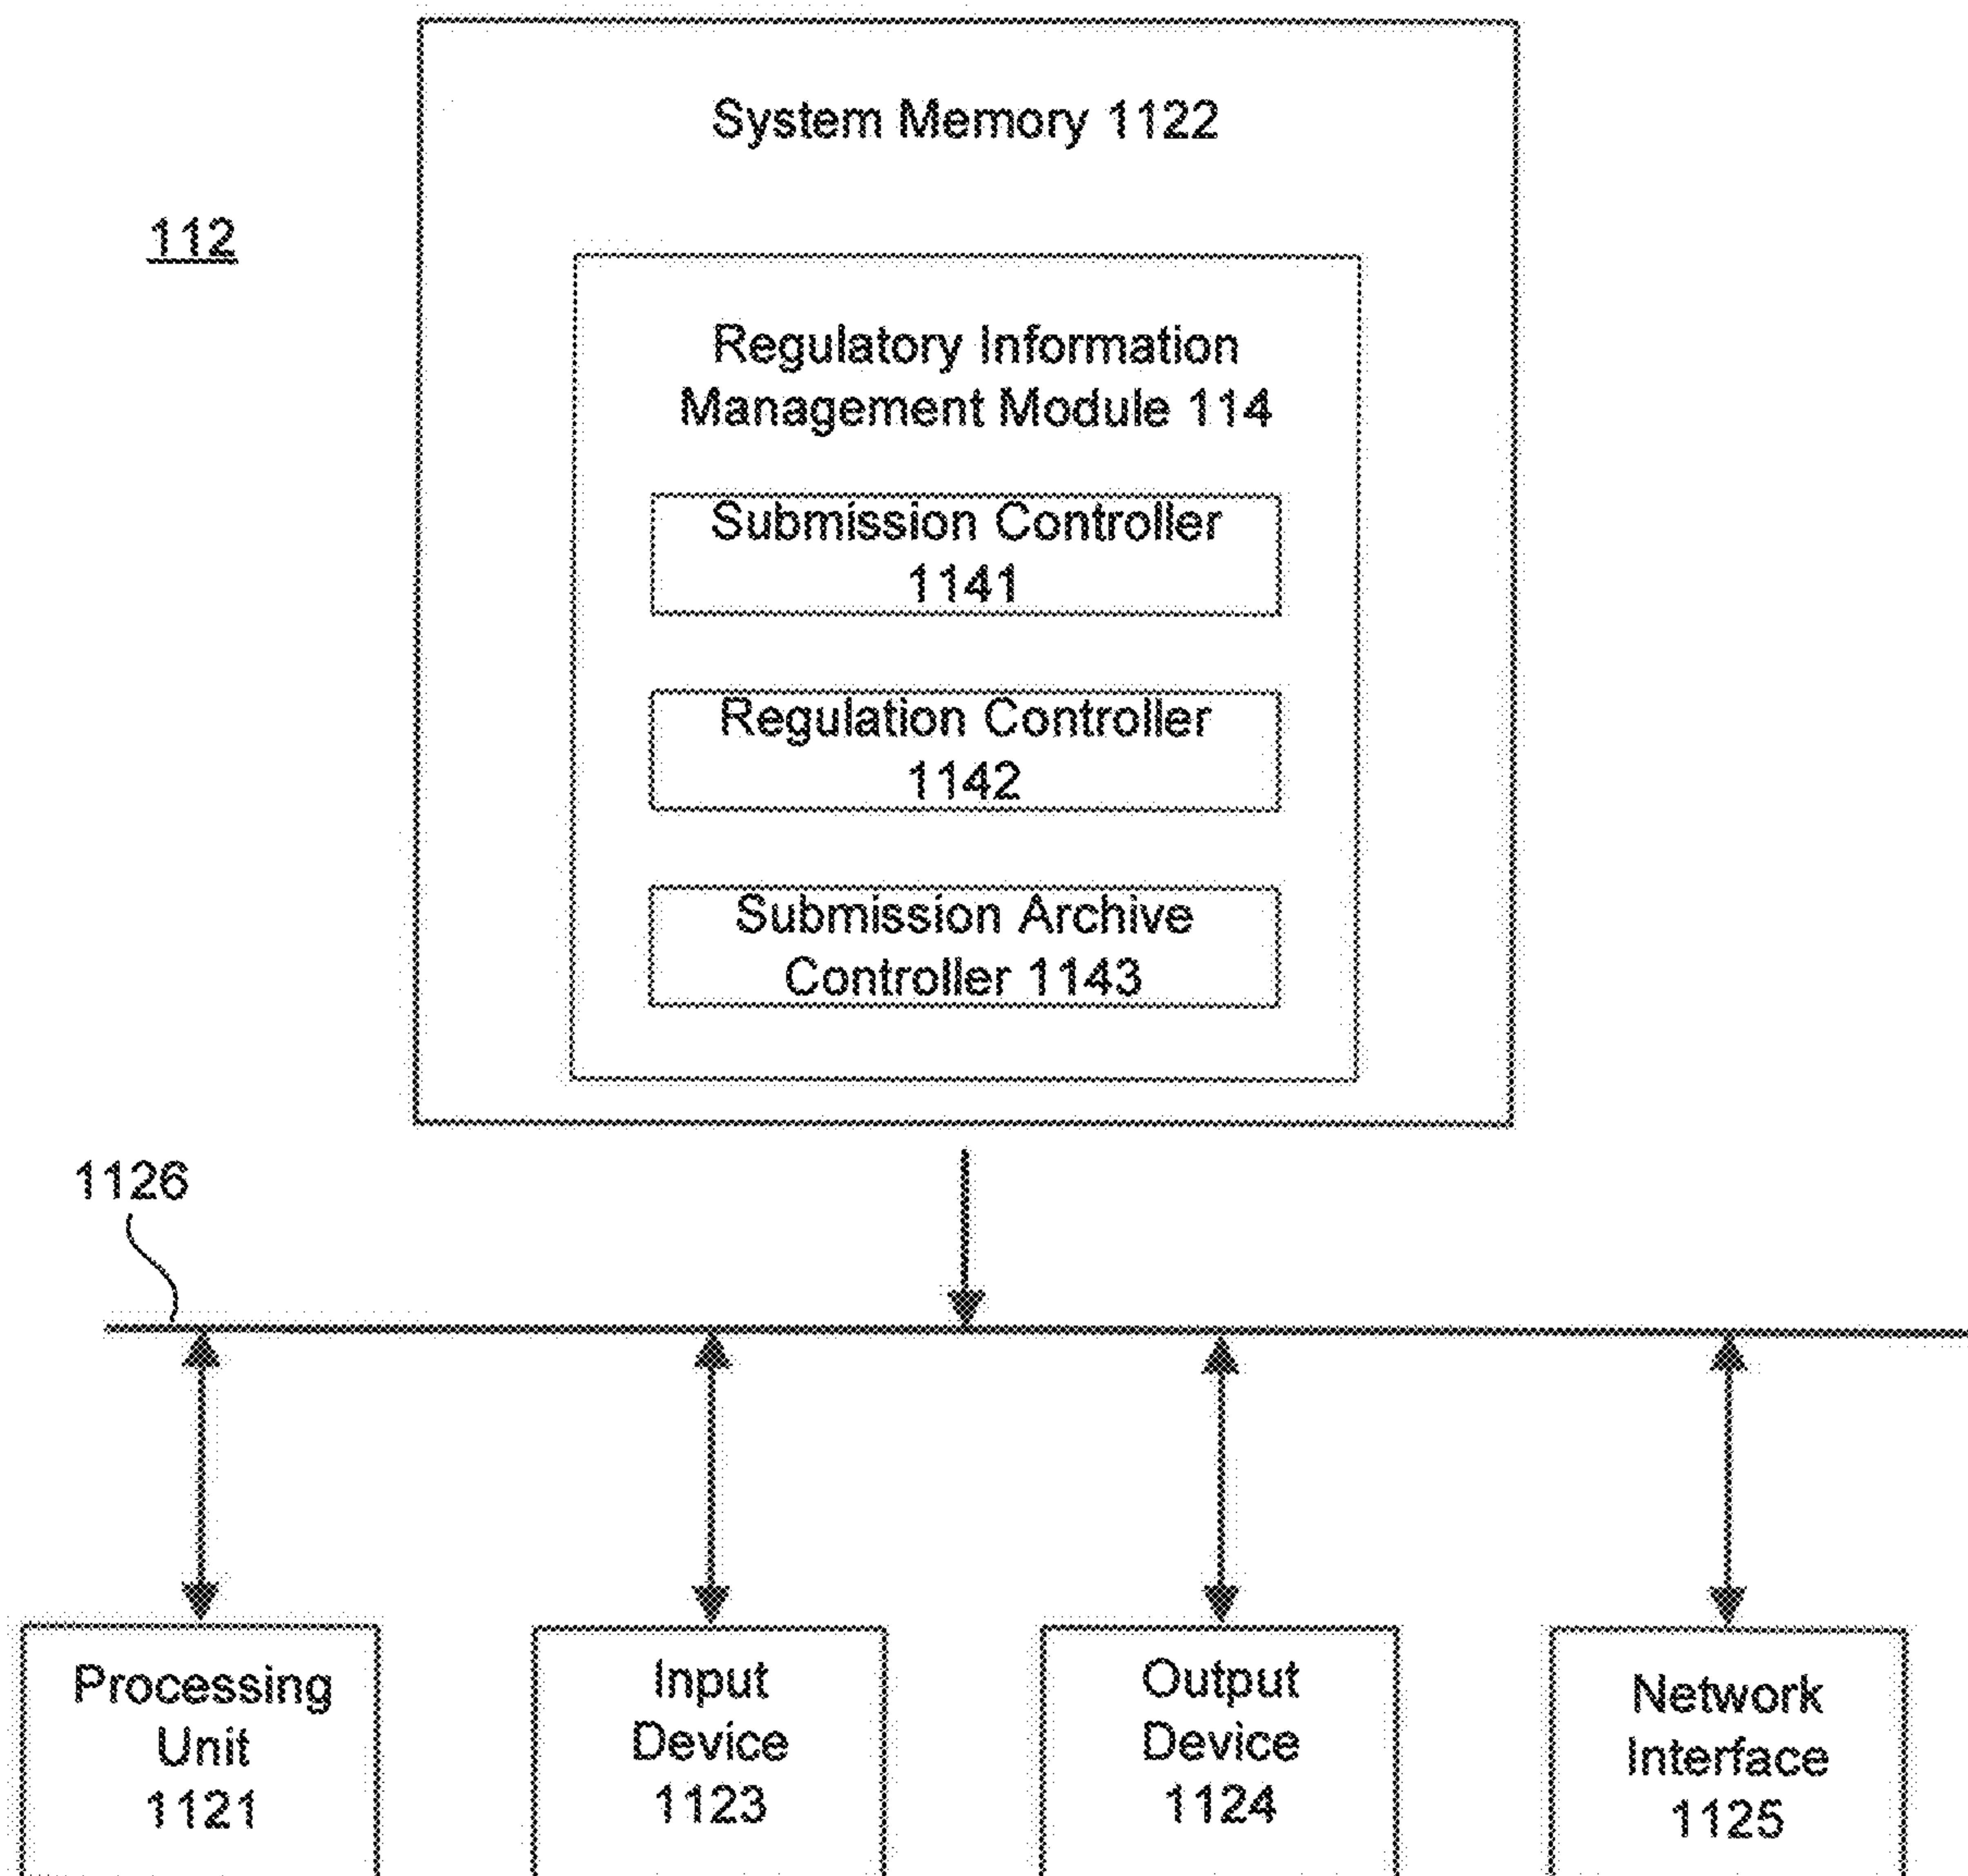 System Memory 1122
112
Regulatory Information
Management Module 114
Submission Controller
1141
Regulation Controller
1142
Submission Archive
Controller 1143
1126
Processing
Unit
1121
Input
Device
1123
Output
Device
1124
Network
Interface
1125